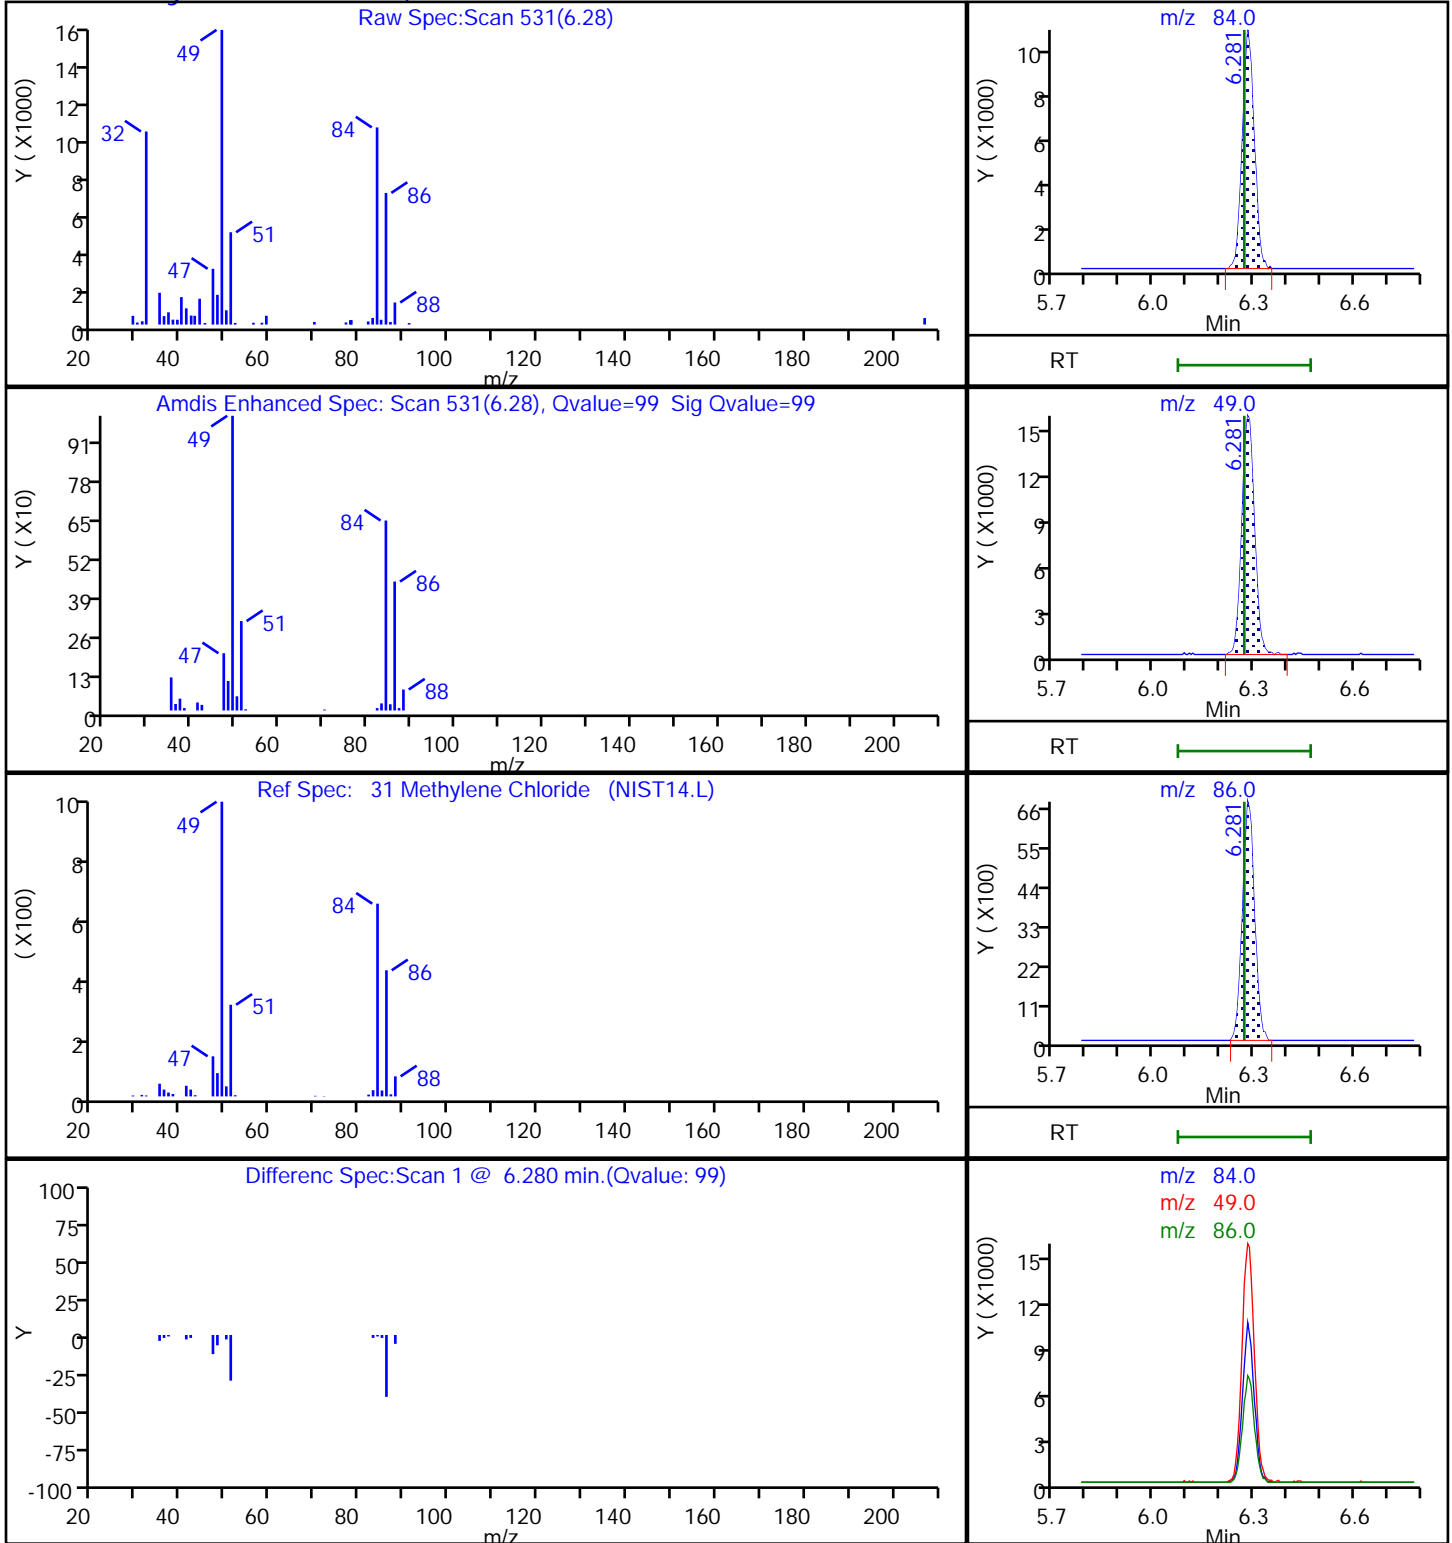 Raw Spec:Scan 531(6.28)
Y ( X1000)
16
14
12
10
8
6
4
2
0
49
32
84
86
51
47
88
20 40 60 80 100 120 140 160 180 200
m/z
m/z 84.0
Y ( X1000)
10
8
6
4
2
0
6.281
5.7 6.0 6.3 6.6
Min
RT
Amdis Enhanced Spec: Scan 531(6.28), Qvalue=99 Sig Qvalue=99
Y ( X10)
91
78
65
52
39
26
13
0
49
84
86
51
47
88
20 40 60 80 100 120 140 160 180 200
m/z
m/z 49.0
Y ( X1000)
15
12
9
6
3
0
6.281
5.7 6.0 6.3 6.6
Min
RT
Ref Spec: 31 Methylene Chloride (NIST14.L)
( X100)
10
8
6
4
2
0
49
84
86
51
47
88
20 40 60 80 100 120 140 160 180 200
m/z 86.0
Y ( X100)
66
55
44
33
22
11
0
6.281
5.7 6.0 6.3 6.6
Min
RT
Differenc Spec:Scan 1 @ 6.280 min.(Qvalue: 99)
Y
100
75
50
25
0
-25
-50
-75
-100
20 40 60 80 100 120 140 160 180 200
m/z
m/z 84.0
m/z 49.0
m/z 86.0
Y ( X1000)
15
12
9
6
3
0
5.7 6.0 6.3 6.6
Min